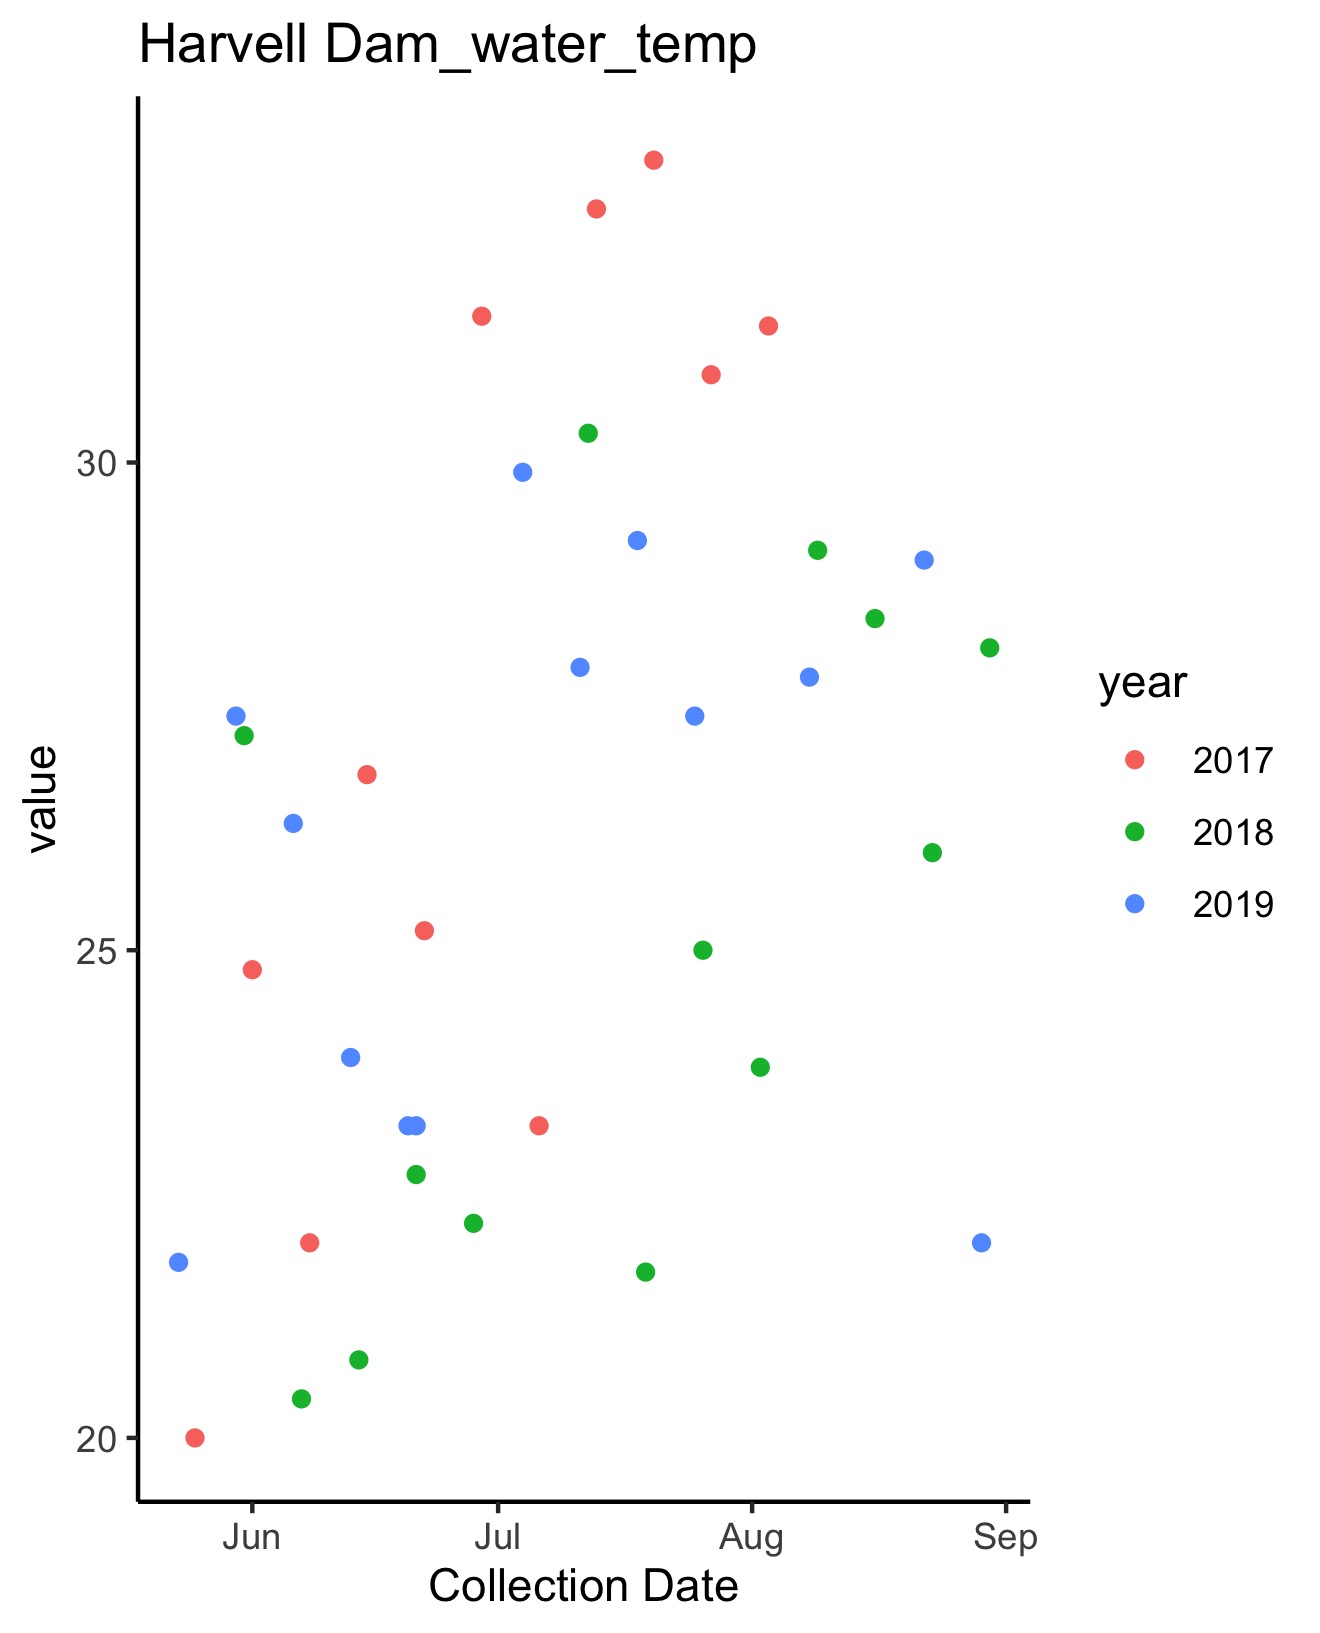 Harvell Dam_water_temp
30
25
20
value
Jun Jul Aug Sep
Collection Date
year
2017
2018
2019